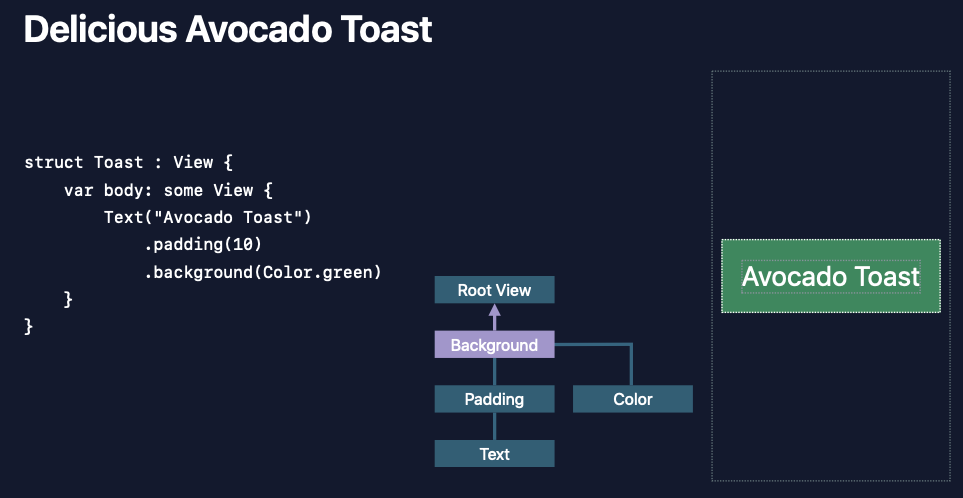 Delicious Avocado Toast
struct Toast : View {
    var body: some View {
        Text("Avocado Toast")
            .padding(10)
            .background(Color.green)
    }
}
Root View
Background
Padding
Color
Text
Avocado Toast